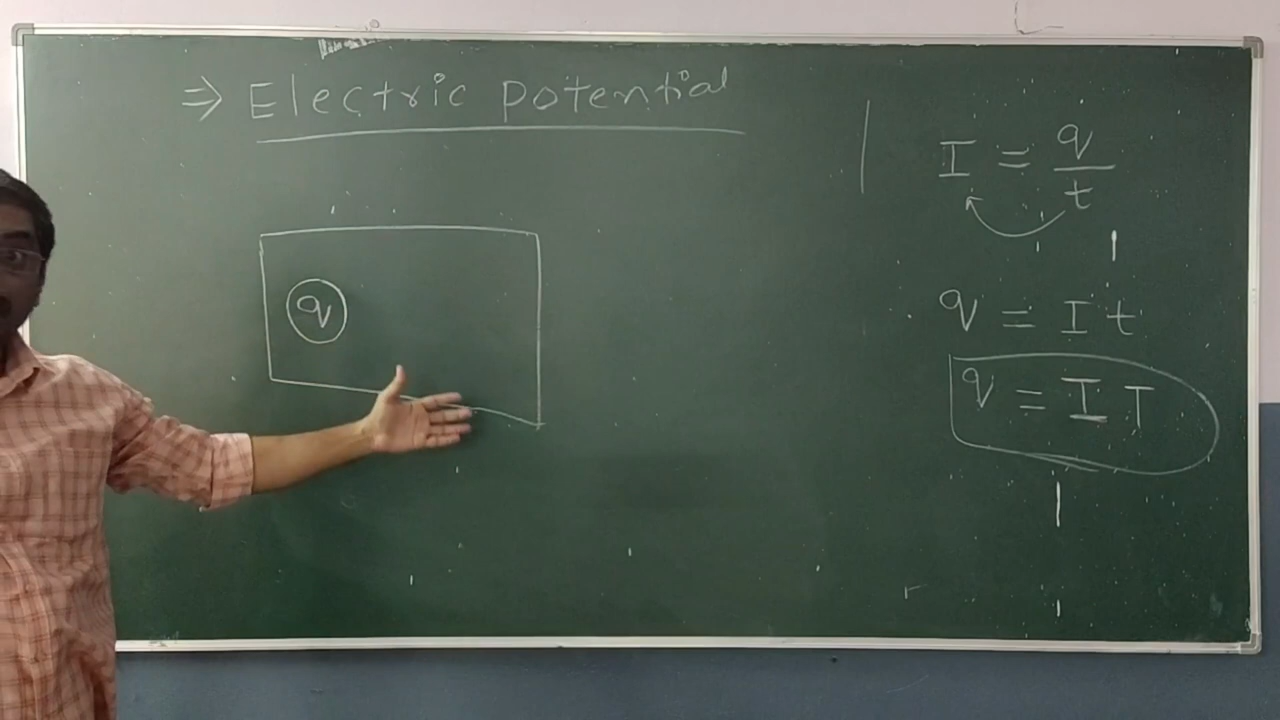 ⇒ Electric potential
q
I = q/t
q = It
q = IT